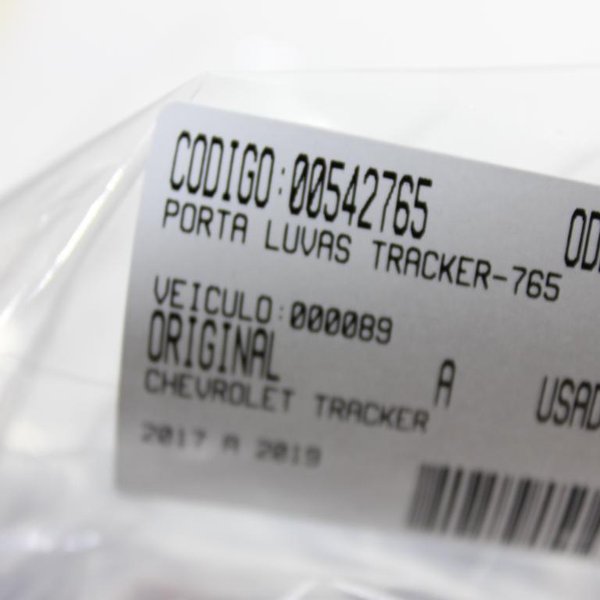 CODIGO:00542765
PORTA LUVAS TRACKER-765
VEICULO:000089
ORIGINAL A
CHEVROLET TRACKER
2017 A 2019